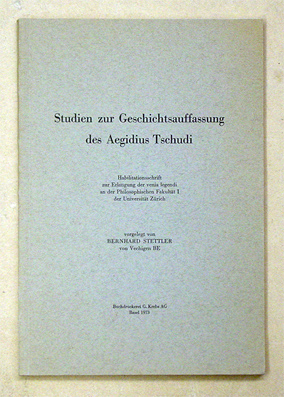 Studien zur Geschichtsauffassung
des Aegidius Tschudi
Habilitationsschrift
zur Erlangung der venia legendi
an der Philosophischen Fakultät I
der Universität Zürich
vorgelegt von
BERNHARD STETTLER
von Vechigen BE
Buchdruckerei G. Krebs AG
Basel 1973